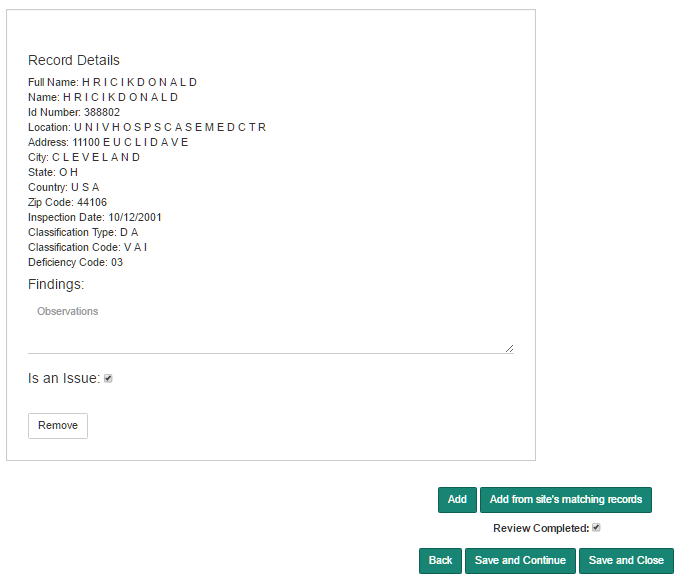 Record Details
Full Name: H R I C I K D O N A L D
Name: H R I C I K D O N A L D
Id Number: 388802
Location: U N I V H O S P S C A S E M E D C T R
Address: 11100 E U C L I D A V E
City: C L E V E L A N D
State: O H
Country: U S A
Zip Code: 44106
Inspection Date: 10/12/2001
Classification Type: D A
Classification Code: V A I
Deficiency Code: 03
Findings:
Observations
Is an Issue:
Remove
Add Add from site's matching records
Review Completed:
Back Save and Continue Save and Close